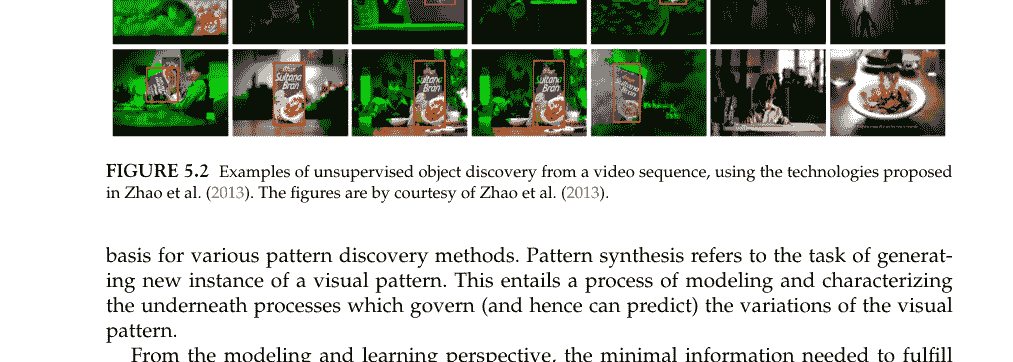 Sultana
Bran
Sultana
Bran
Sultana
Bran
FIGURE 5.2 Examples of unsupervised object discovery from a video sequence, using the technologies proposed
in Zhao et al. (2013). The figures are by courtesy of Zhao et al. (2013).
basis for various pattern discovery methods. Pattern synthesis refers to the task of generat-
ing new instance of a visual pattern. This entails a process of modeling and characterizing
the underneath processes which govern (and hence can predict) the variations of the visual
pattern.
From the modeling and learning perspective, the minimal information needed to fulfill